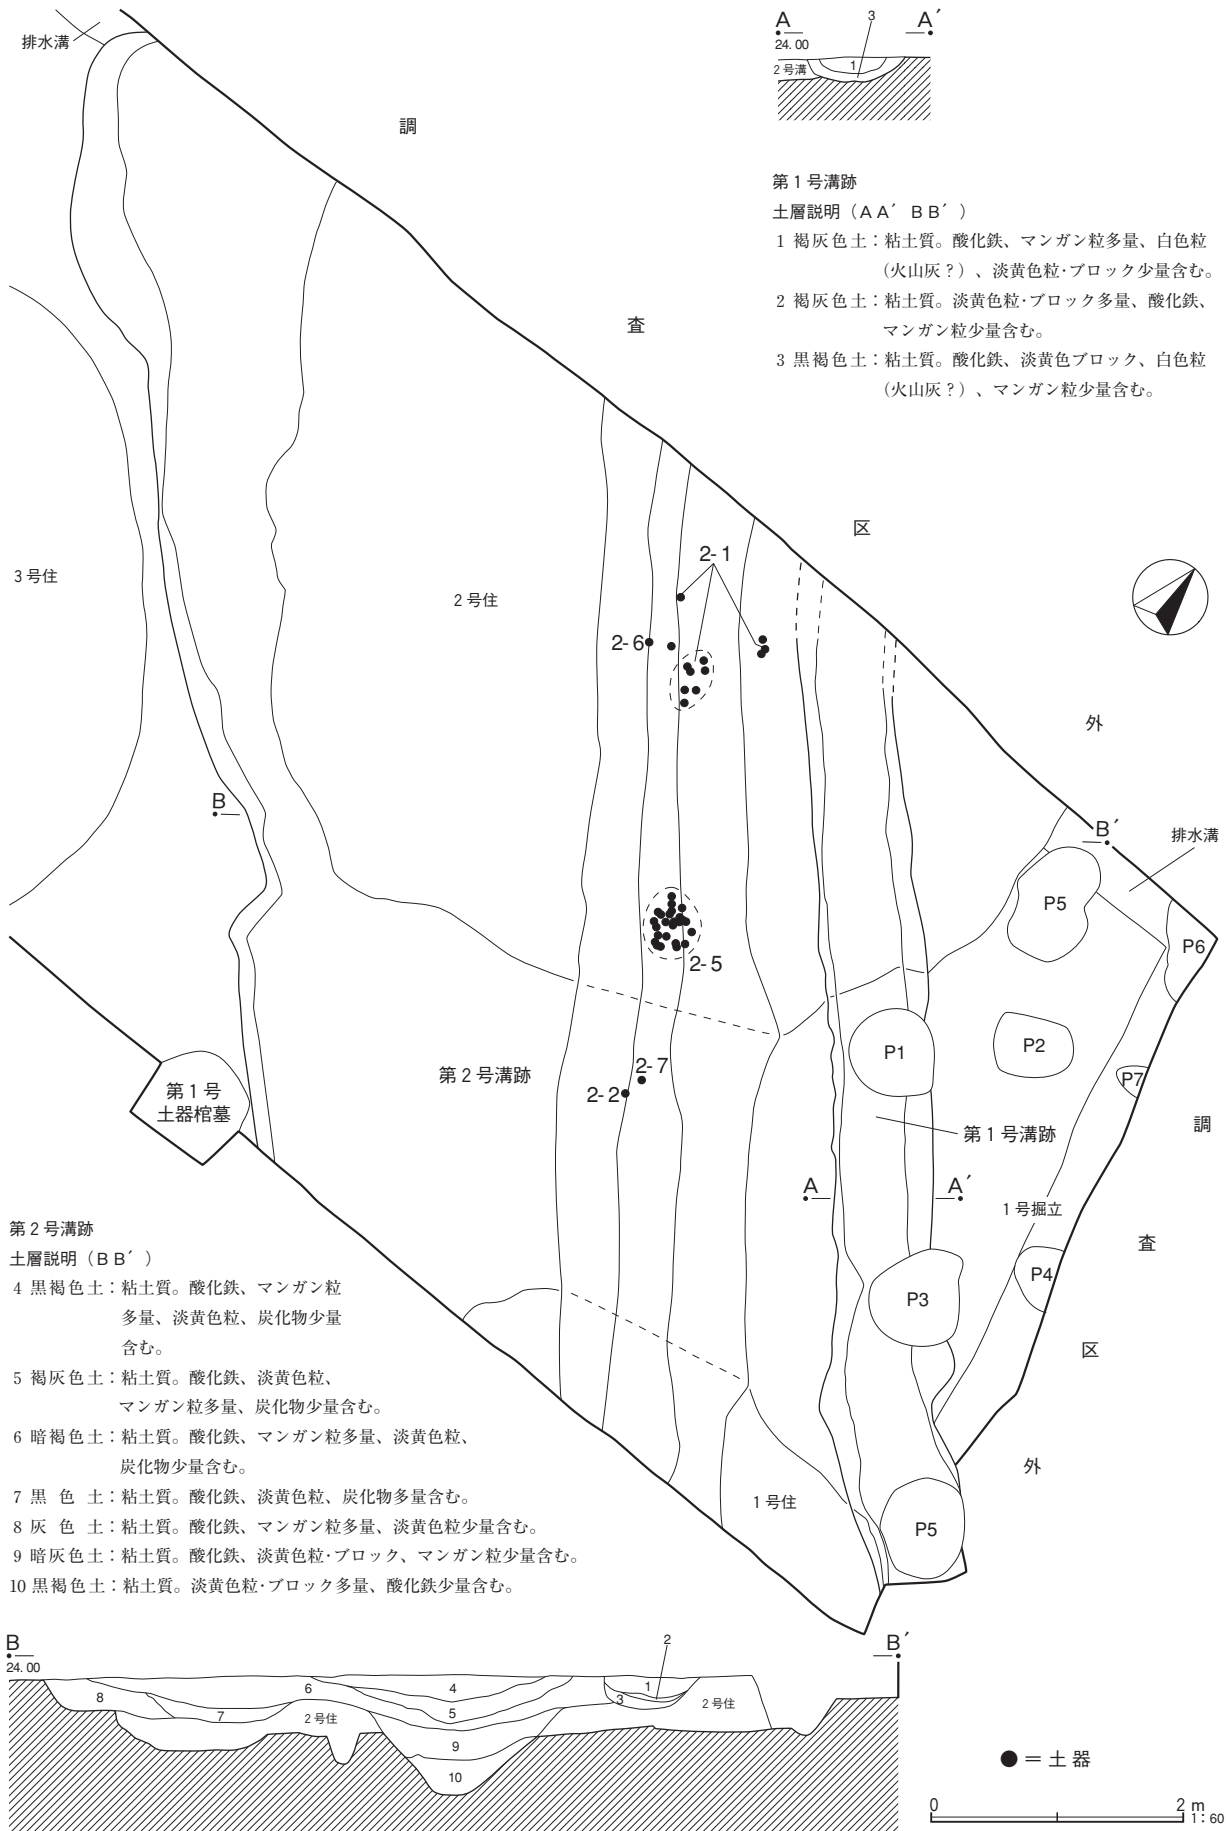 排水溝
A A′
3
24.00
2号溝
1
調
第1号溝跡
土層説明（AA′ BB′）
1 褐灰色土：粘土質。酸化鉄、マンガン粒多量、白色粒
（火山灰？）、淡黄色粒・ブロック少量含む。
2 褐灰色土：粘土質。淡黄色粒・ブロック多量、酸化鉄、
マンガン粒少量含む。
3 黒褐色土：粘土質。酸化鉄、淡黄色ブロック、白色粒
（火山灰？）、マンガン粒少量含む。
査
区
2-1
3号住
2号住
2-6
外
B
B′
排水溝
P5
P6
2-5
P1
P2
第2号溝跡
2-7
2-2
P7
第1号
土器棺墓
調
第1号溝跡
A A′
1号掘立
査
P4
P3
区
第2号溝跡
土層説明（BB′）
4 黒褐色土：粘土質。酸化鉄、マンガン粒
多量、淡黄色粒、炭化物少量
含む。
5 褐灰色土：粘土質。酸化鉄、淡黄色粒、
マンガン粒多量、炭化物少量含む。
6 暗褐色土：粘土質。酸化鉄、マンガン粒多量、淡黄色粒、
炭化物少量含む。
7 黒色土：粘土質。酸化鉄、淡黄色粒、炭化物多量含む。
8 灰色土：粘土質。酸化鉄、マンガン粒多量、淡黄色粒少量含む。
9 暗灰色土：粘土質。酸化鉄、淡黄色粒・ブロック、マンガン粒少量含む。
10 黒褐色土：粘土質。淡黄色粒・ブロック多量、酸化鉄少量含む。
外
1号住
P5
B B′
24.00
2
8
6
4
1
3
2号住
7
2号住
5
9
10
●＝土器
0 2m
1:60